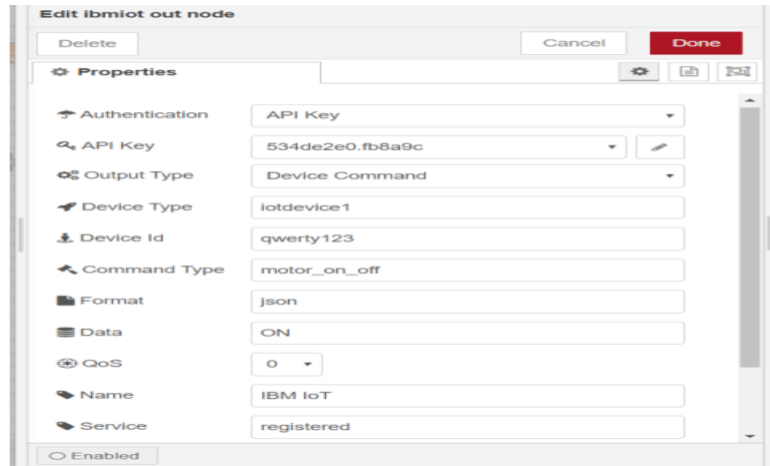 Edit ibmiot out node
Delete Cancel Done
Properties
Authentication API Key
API Key 534de2e0.fb8a9c
Output Type Device Command
Device Type iotdevice1
Device Id qwerty123
Command Type motor_on_off
Format json
Data ON
QoS 0
Name IBM IoT
Service registered
Enabled